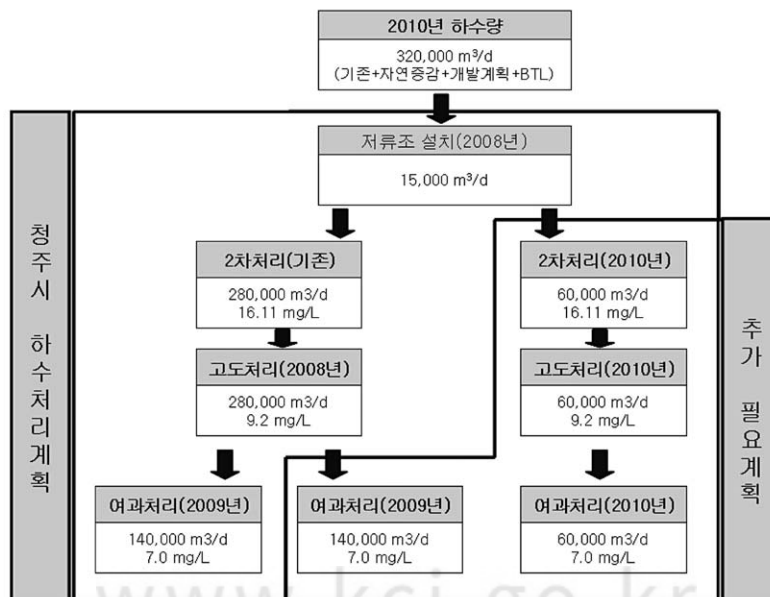 2010년 하수량
320,000 m³/d
(기존+자연증감+개발계획+BTL)
저류조 설치(2008년)
15,000 m³/d
청주시 하수처리계획
추가 필요계획
2차처리(기존)
280,000 m3/d
16.11 mg/L
2차처리(2010년)
60,000 m3/d
16.11 mg/L
고도처리(2008년)
280,000 m3/d
9.2 mg/L
고도처리(2010년)
60,000 m3/d
9.2 mg/L
여과처리(2009년)
140,000 m3/d
7.0 mg/L
여과처리(2009년)
140,000 m3/d
7.0 mg/L
여과처리(2010년)
60,000 m3/d
7.0 mg/L
www.kci.go.kr